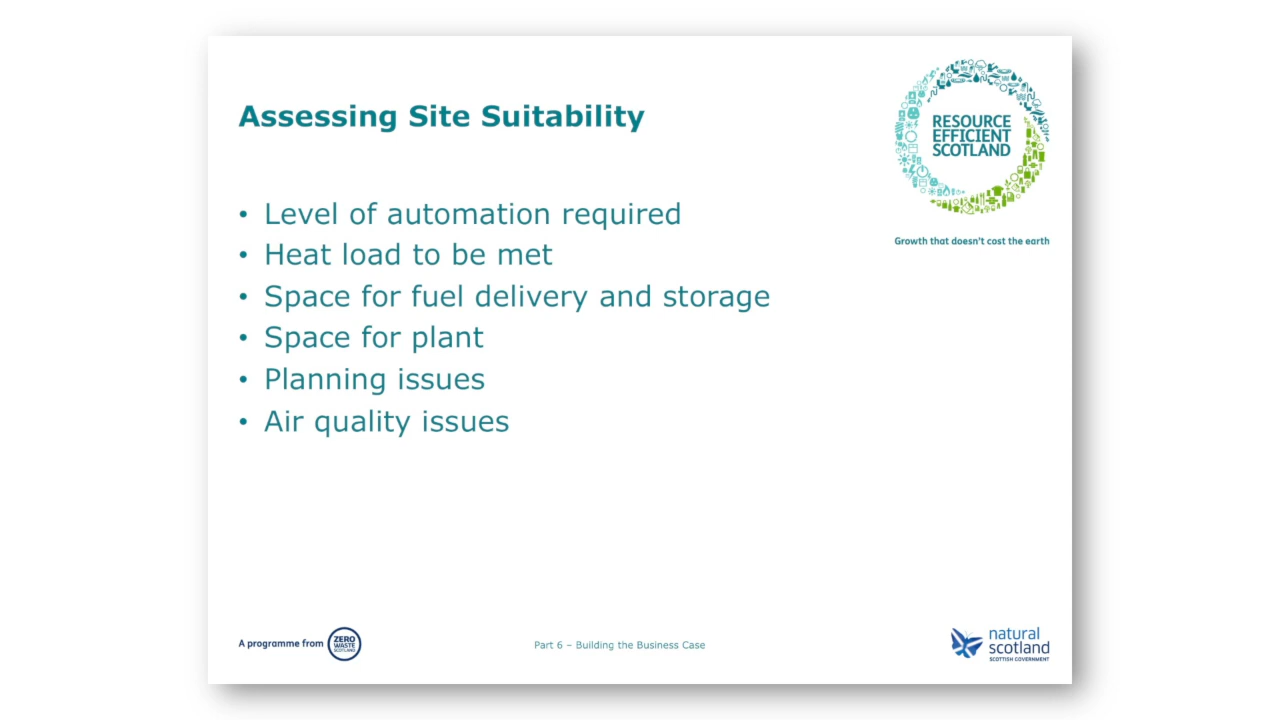 Assessing Site Suitability
RESOURCE
EFFICIENT
SCOTLAND
Growth that doesn't cost the earth
• Level of automation required
• Heat load to be met
• Space for fuel delivery and storage
• Space for plant
• Planning issues
• Air quality issues
A programme from
ZERO
WASTE
SCOTLAND
Part 6 – Building the Business Case
natural
scotland
SCOTTISH GOVERNMENT